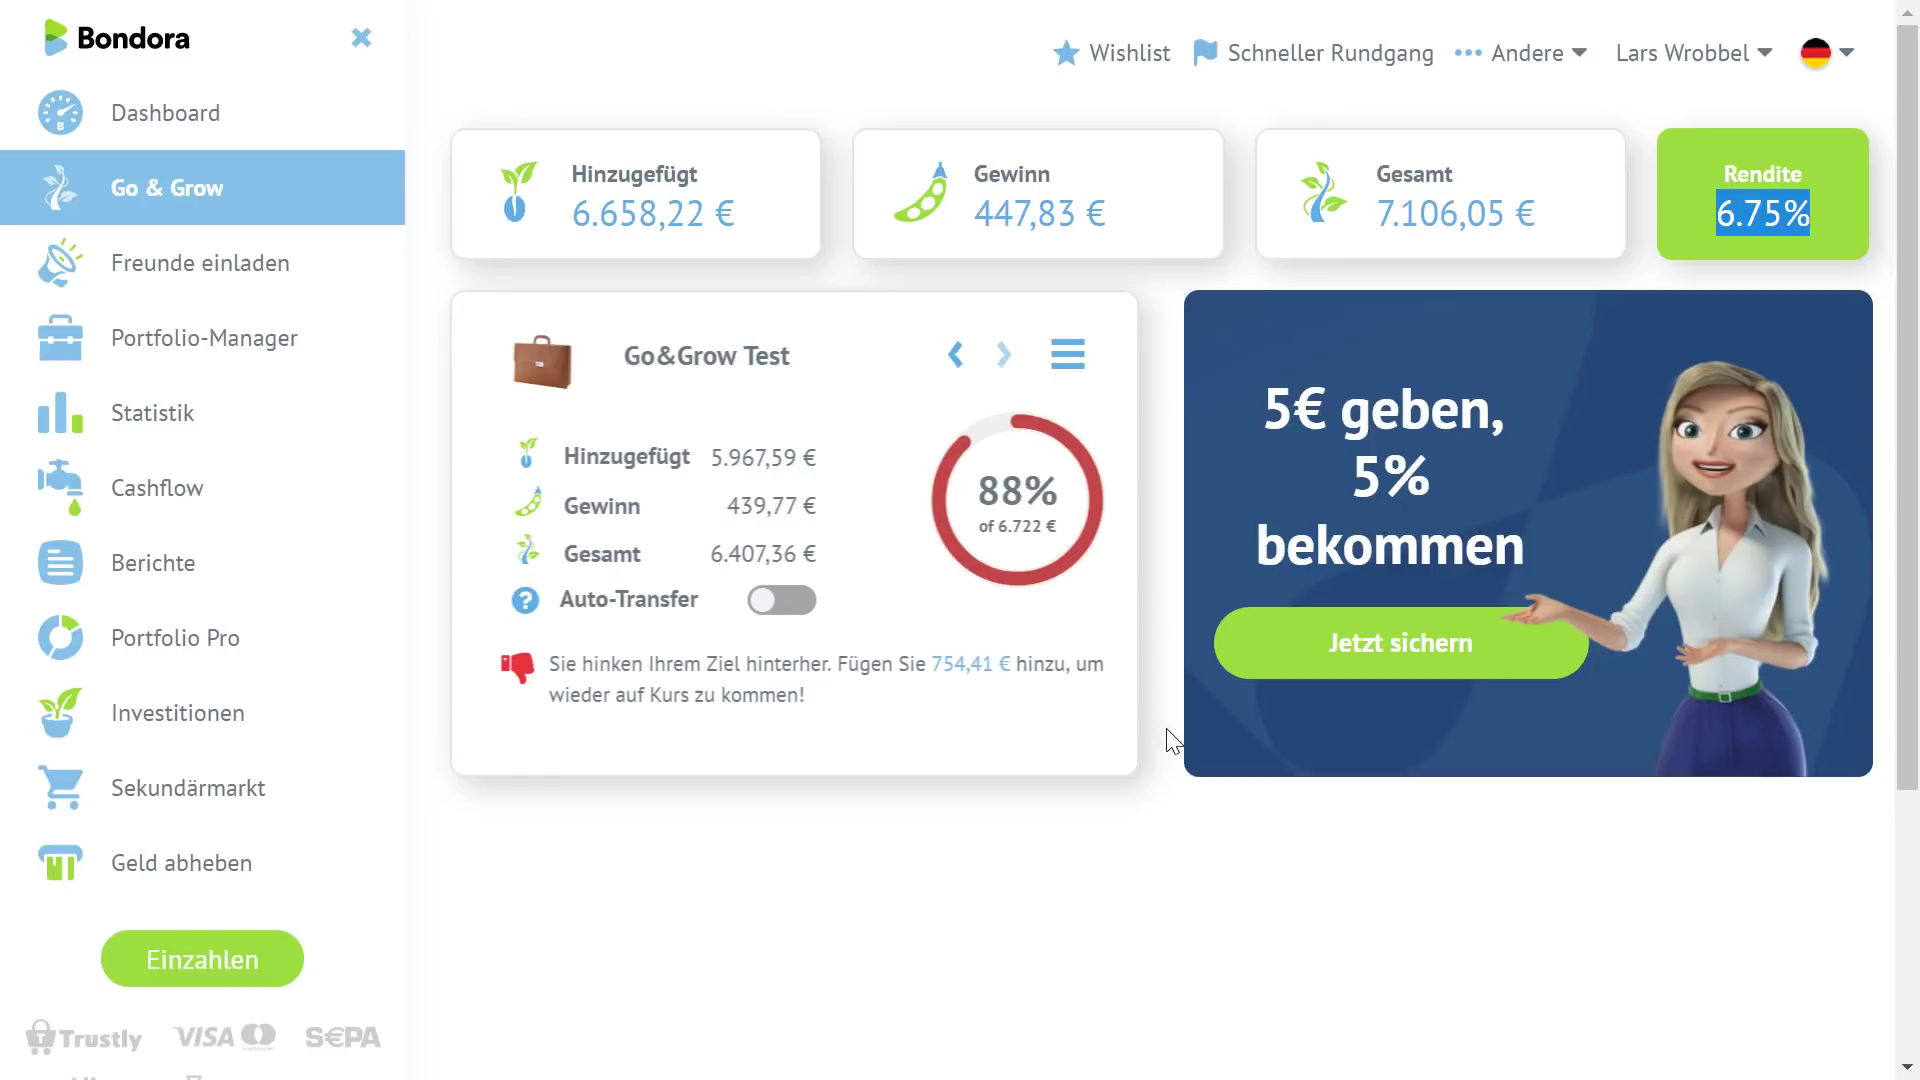 Bondora
Wishlist Schneller Rundgang Andere Lars Wrobbel
Dashboard
Go & Grow
Freunde einladen
Portfolio-Manager
Statistik
Cashflow
Berichte
Portfolio Pro
Investitionen
Sekundärmarkt
Geld abheben
Einzahlen
Trustly VISA S€PA
Hinzugefügt
6.658,22 €
Gewinn
447,83 €
Gesamt
7.106,05 €
Rendite
6.75%
Go&Grow Test
Hinzugefügt 5.967,59 €
Gewinn 439,77 €
Gesamt 6.407,36 €
Auto-Transfer
88%
of 6.722 €
Sie hinken Ihrem Ziel hinterher. Fügen Sie 754,41 € hinzu, um
wieder auf Kurs zu kommen!
5€ geben,
5%
bekommen
Jetzt sichern